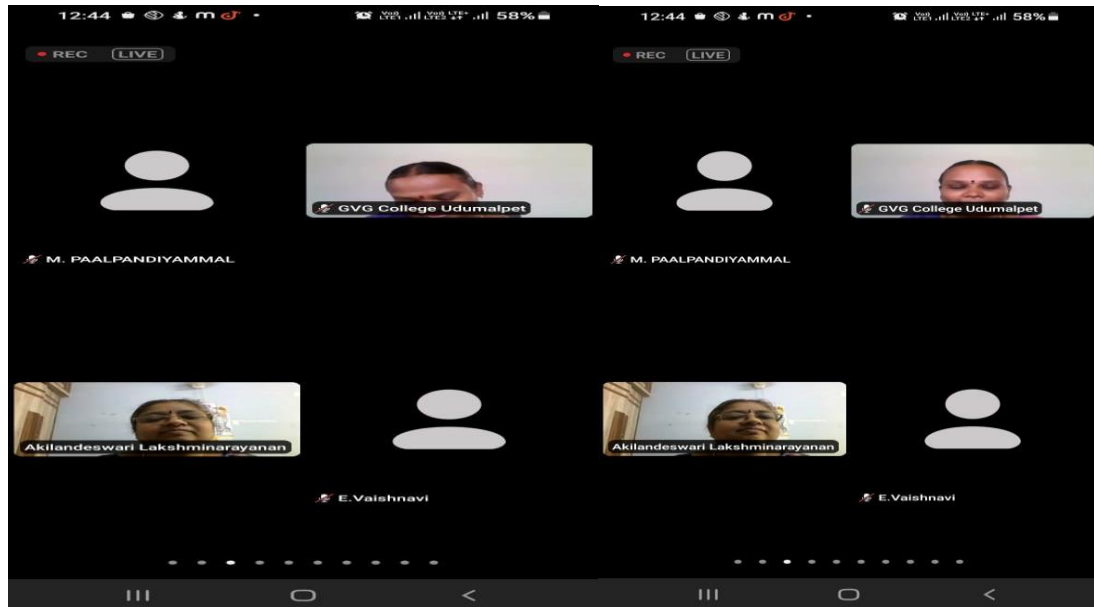 12:44 58%
REC LIVE
GVG College Udumalpet
M. PAALPANDIYAMMAL
Akilandeswari Lakshminarayanan
E.Vaishnavi
12:44 58%
REC LIVE
GVG College Udumalpet
M. PAALPANDIYAMMAL
Akilandeswari Lakshminarayanan
E.Vaishnavi